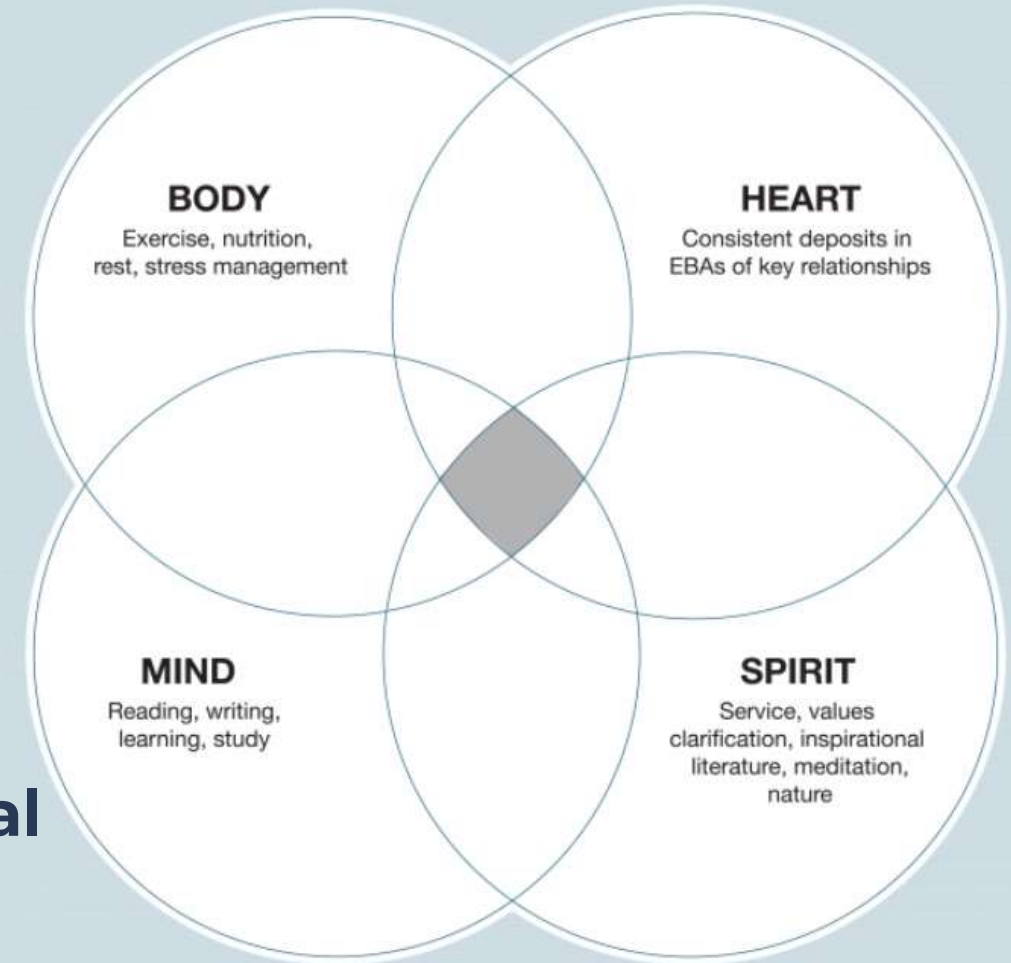 BODY
Exercise, nutrition,
rest, stress management
HEART
Consistent deposits in
EBAs of key relationships
MIND
Reading, writing,
learning, study
SPIRIT
Service, values
clarification, inspirational
literature, meditation,
nature
al